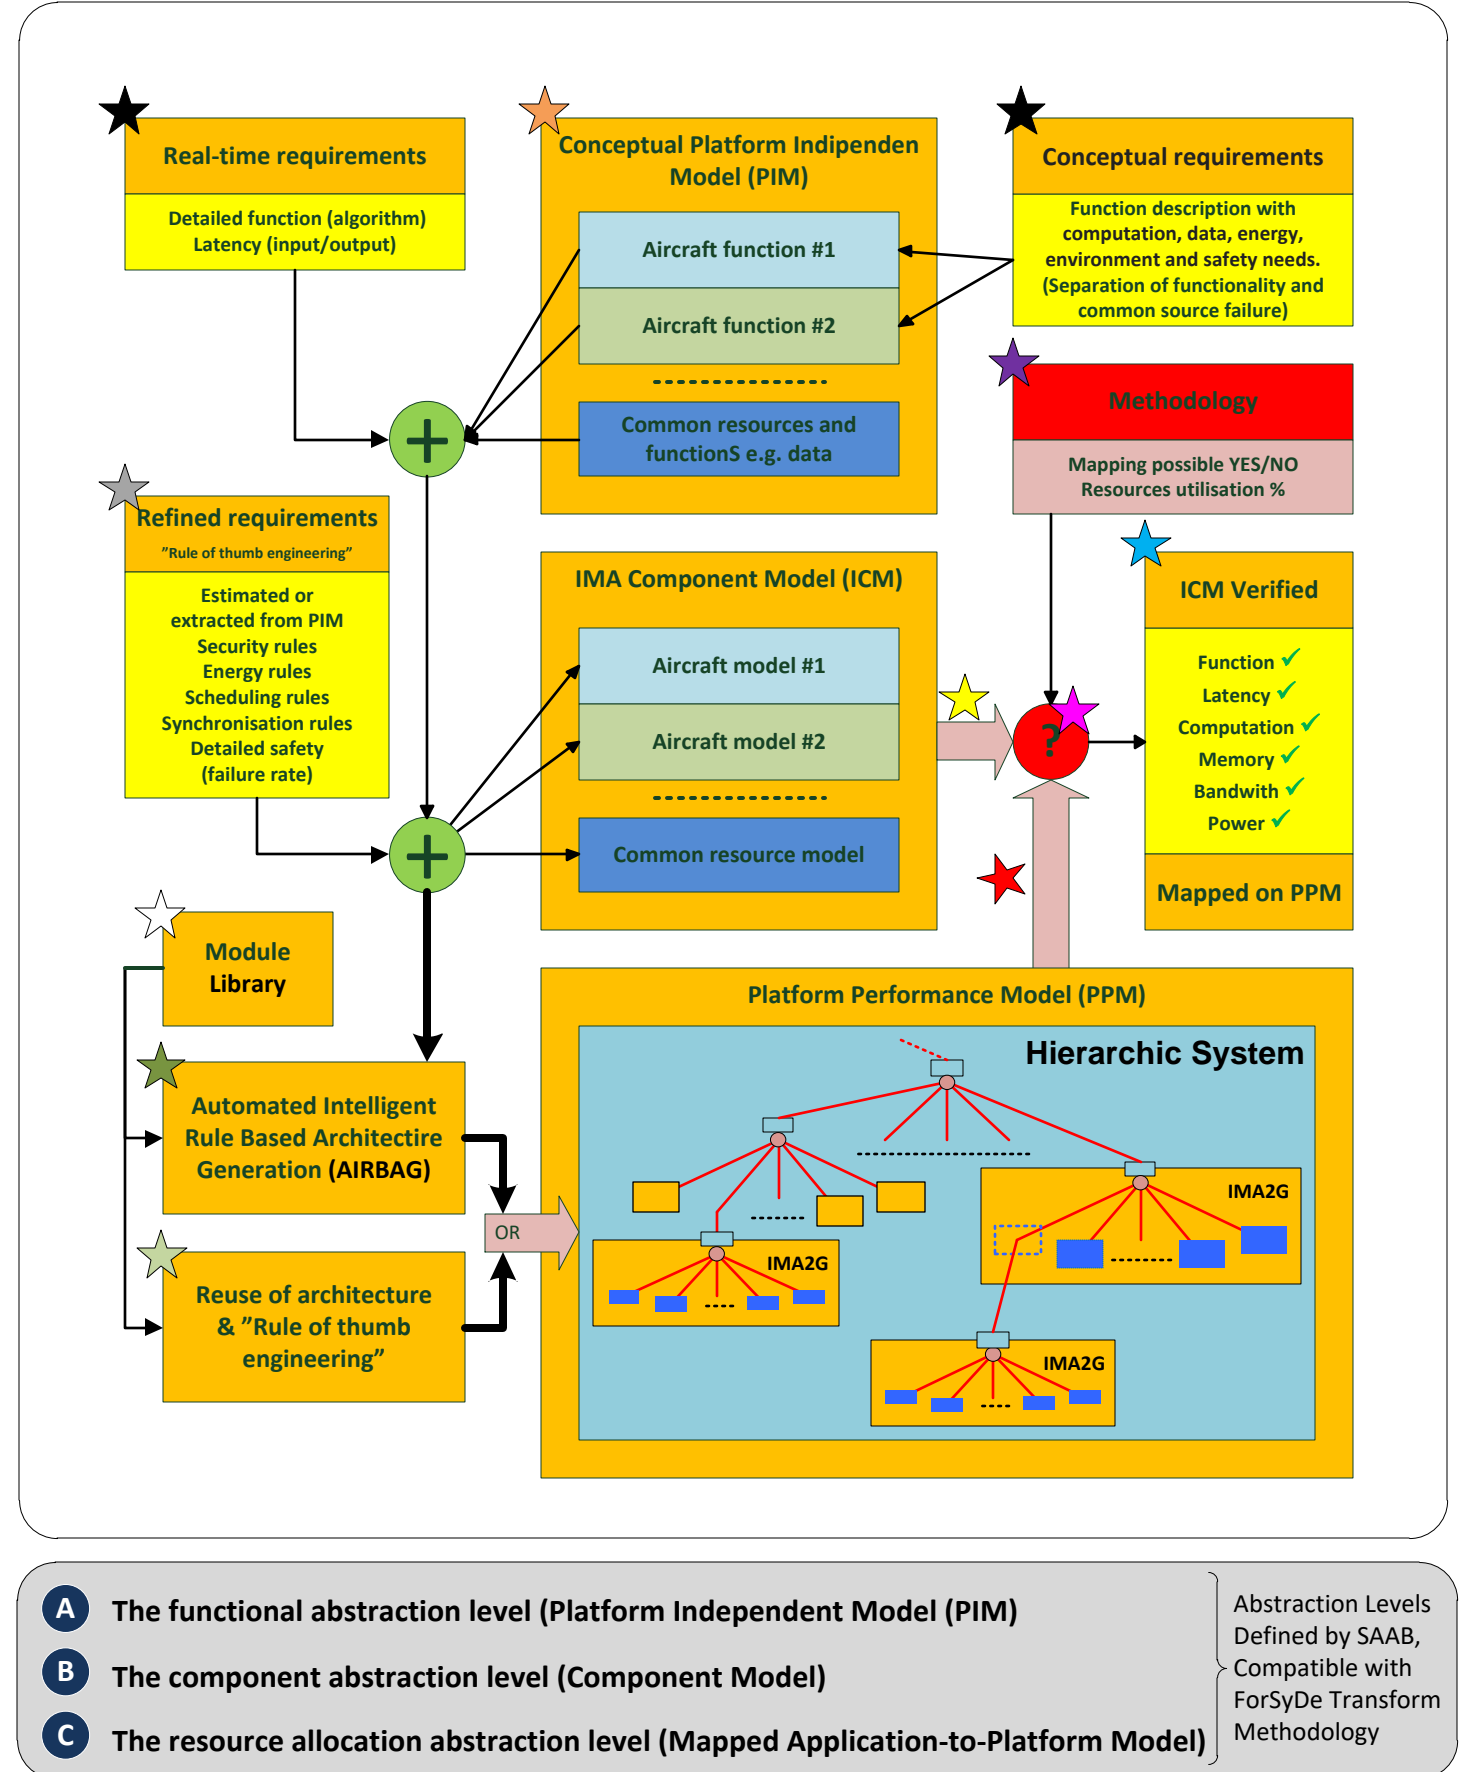 Real-time requirements
Detailed function (algorithm)
Latency (input/output)
Conceptual Platform Indipenden
Model (PIM)
Aircraft function #1
Aircraft function #2
Common resources and
functionS e.g. data
Conceptual requirements
Function description with
computation, data, energy,
environment and safety needs.
(Separation of functionality and
common source failure)
Methodology
Mapping possible YES/NO
Resources utilisation %
+
Refined requirements
”Rule of thumb engineering”
Estimated or
extracted from PIM
Security rules
Energy rules
Scheduling rules
Synchronisation rules
Detailed safety
(failure rate)
+
IMA Component Model (ICM)
Aircraft model #1
Aircraft model #2
Common resource model
?
ICM Verified
Function ✓
Latency ✓
Computation ✓
Memory ✓
Bandwith ✓
Power ✓
Mapped on PPM
Module
Library
Automated Intelligent
Rule Based Architectire
Generation (AIRBAG)
Reuse of architecture
& ”Rule of thumb
engineering”
OR
Platform Performance Model (PPM)
Hierarchic System
IMA2G
IMA2G
IMA2G
A The functional abstraction level (Platform Independent Model (PIM)
B The component abstraction level (Component Model)
C The resource allocation abstraction level (Mapped Application-to-Platform Model)
Abstraction Levels
Defined by SAAB,
Compatible with
ForSyDe Transform
Methodology